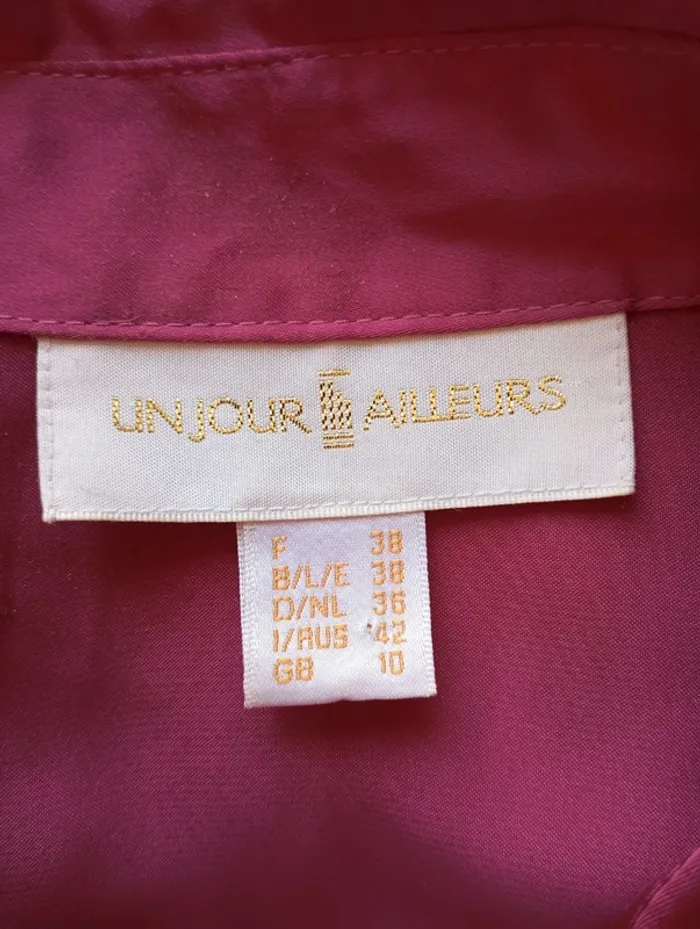 UN JOUR AILLEURS
F 38
B/L/E 38
D/NL 36
I/RUS 42
GB 10